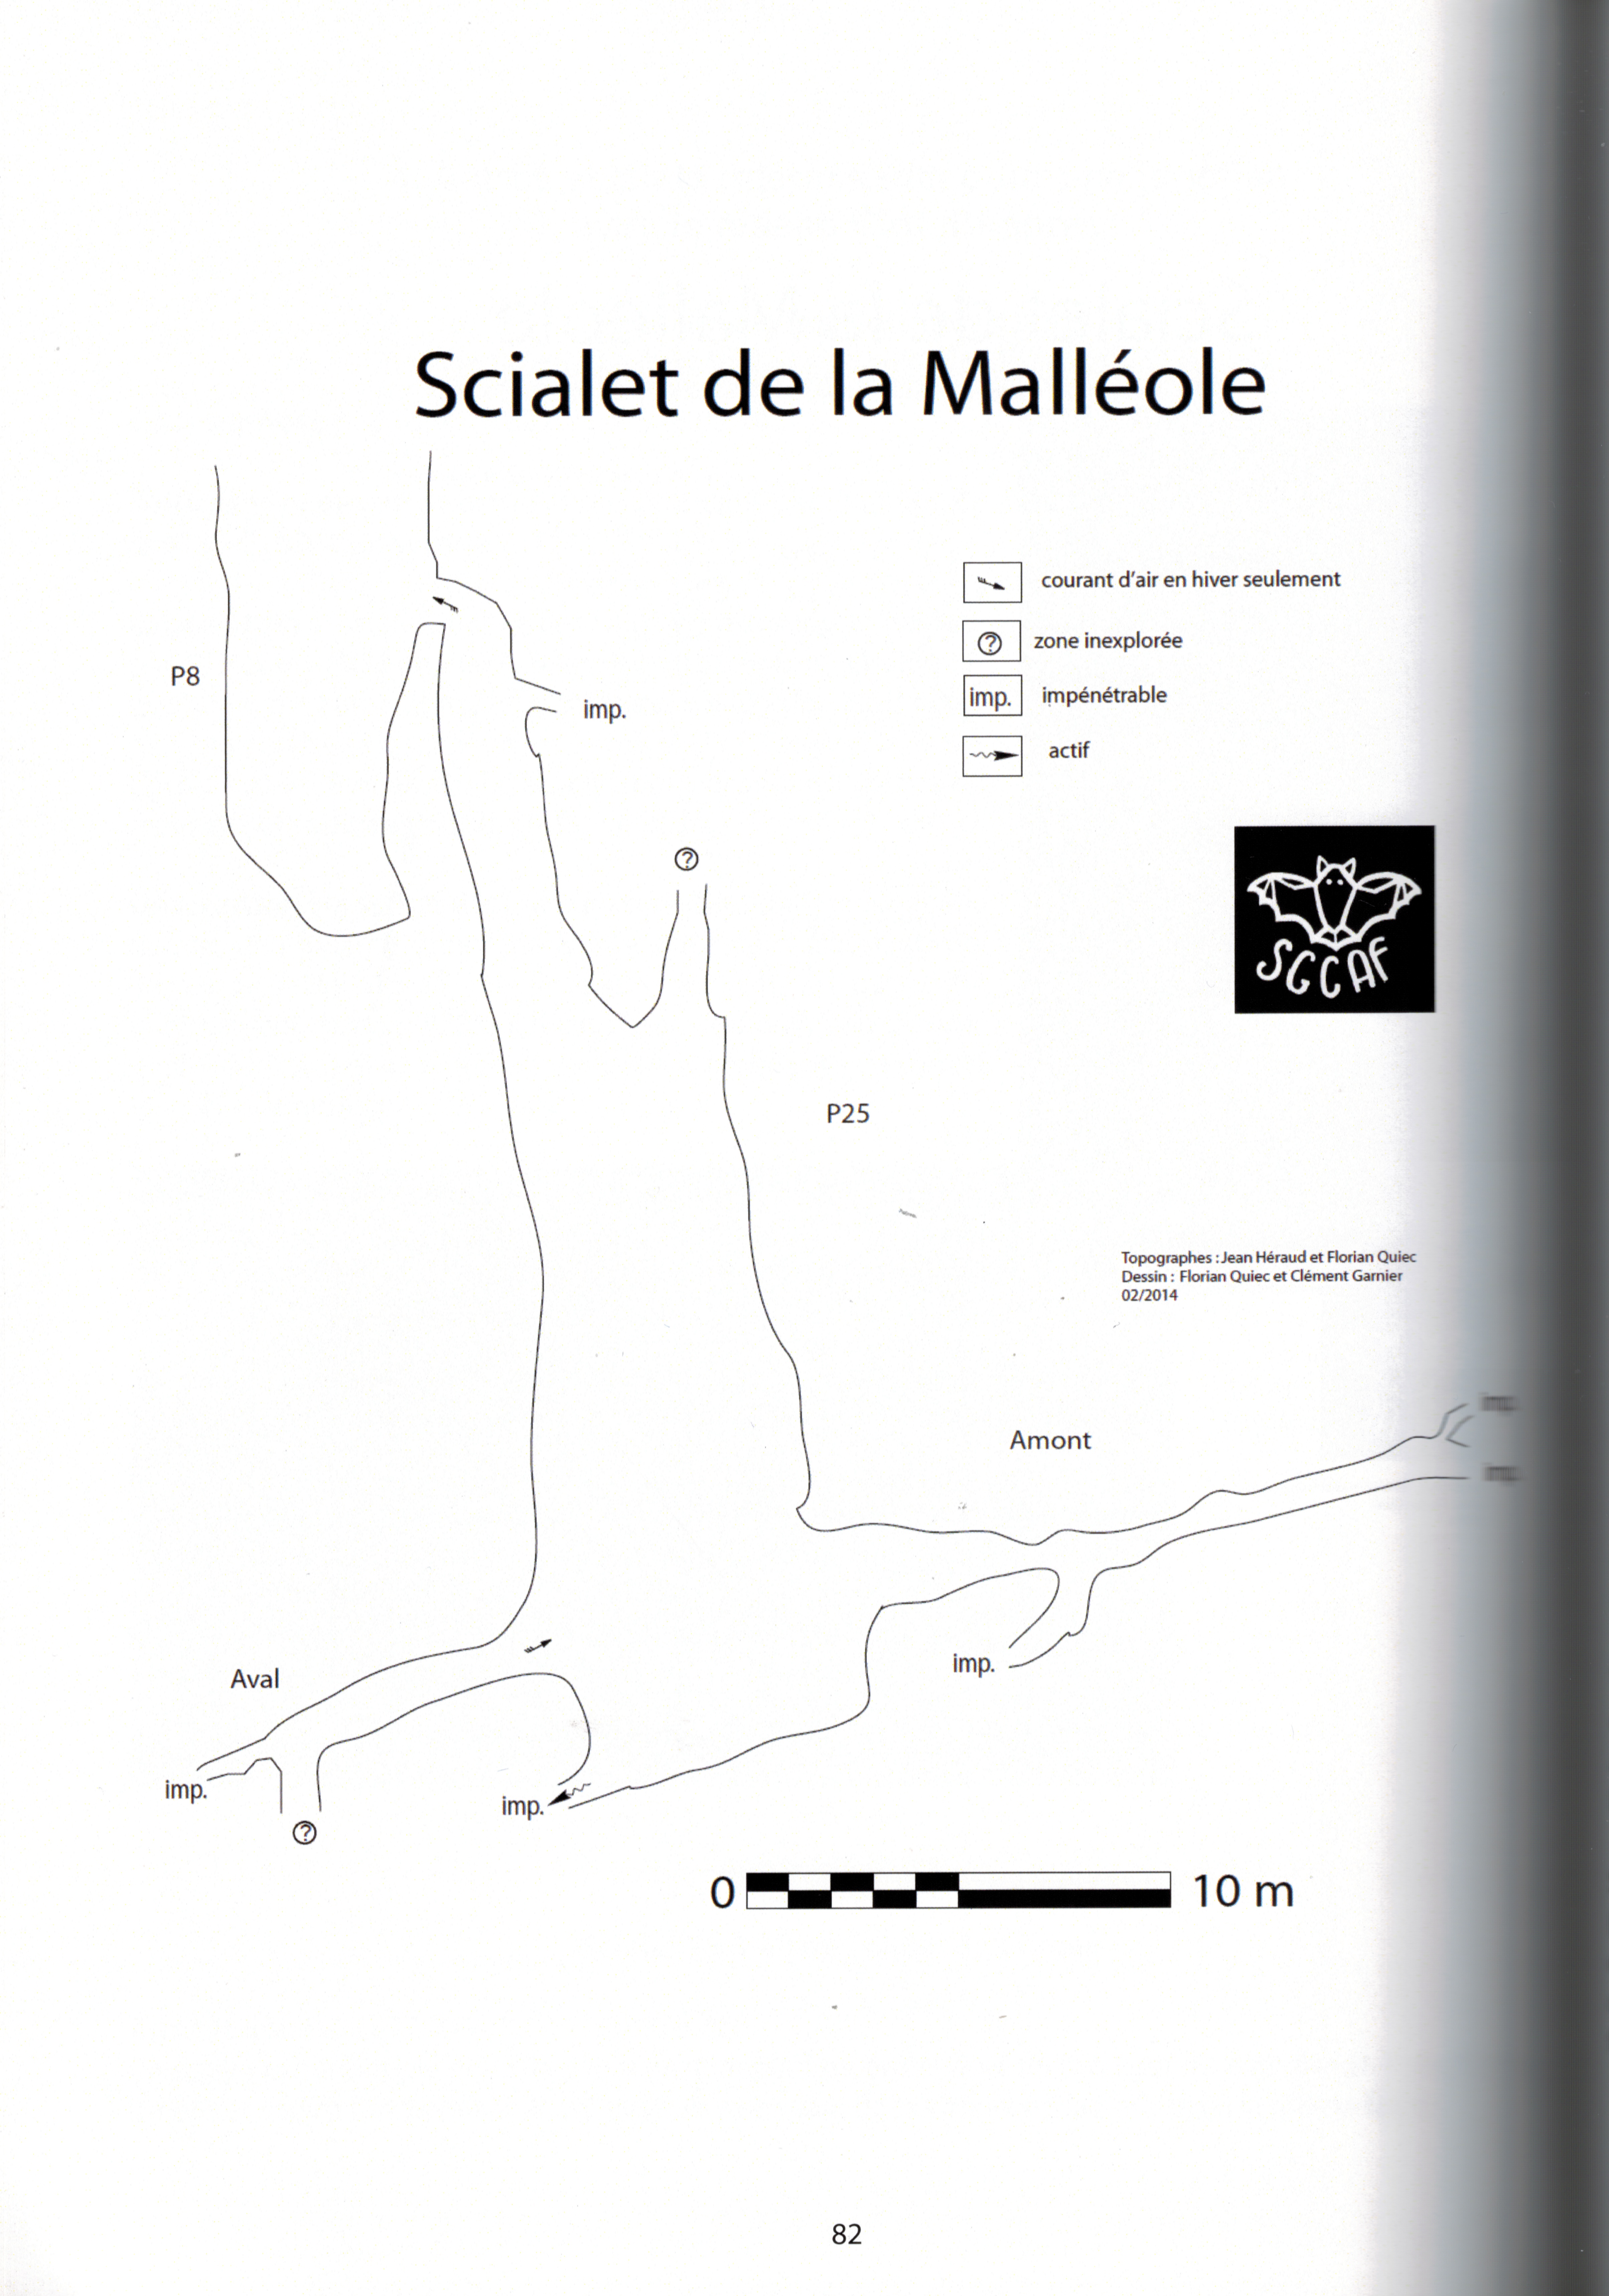 Scialet de la Malléole
courant d'air en hiver seulement
P8
? zone inexplorée
imp. impénétrable
imp.
actif
?
SGCAF
P25
Topographes : Jean Héraud et Florian Quiec
Dessin : Florian Quiec et Clément Garnier
02/2014
imp.
Amont
imp.
imp.
Aval
imp.
imp.
?
0 10 m
82